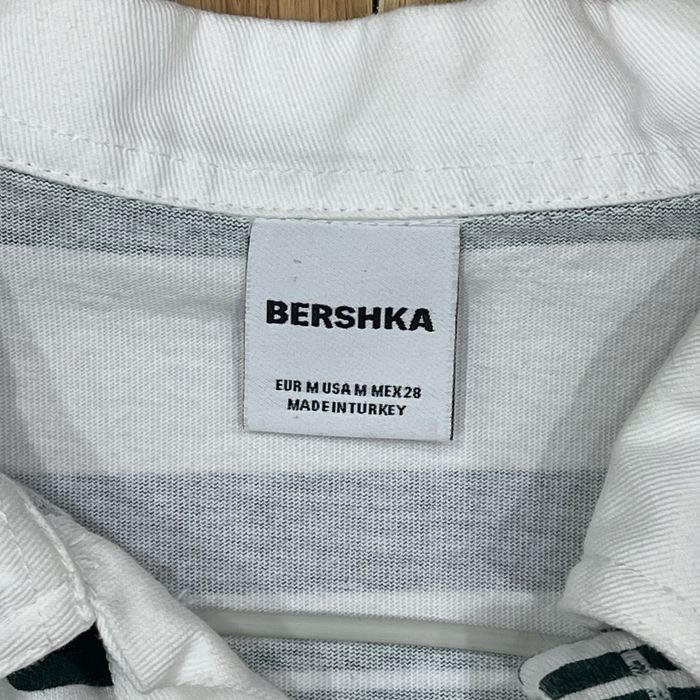 BERSHKA
EUR M USA M MEX 28
MADE IN TURKEY